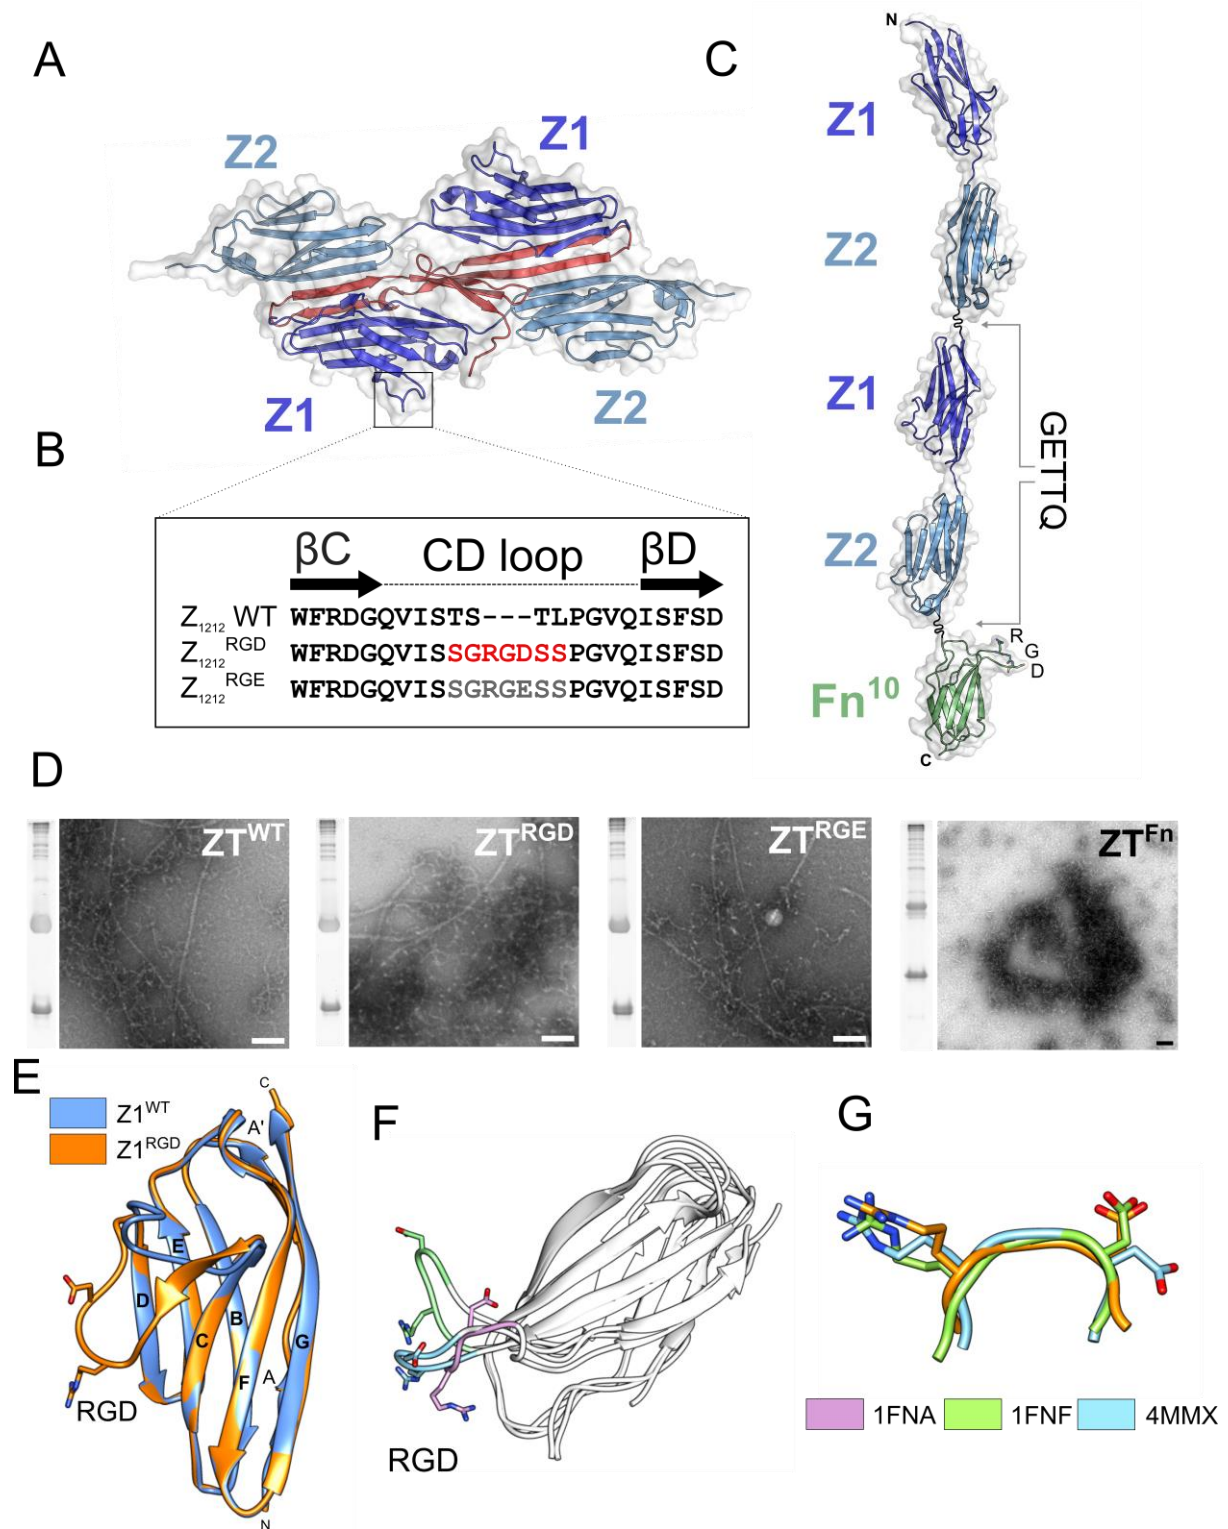 A
Z2
Z1
Z1
Z2
B
βC
CD loop
βD
Z1212 WT WFRDGQVISTS---TLPGVQISFSD
Z1212 RGD WFRDGQVISSGRGDSSPGVQISFSD
Z1212 RGE WFRDGQVISSGRGESSPGVQISFSD
C
N
Z1
Z2
Z1
GETTQ
Z2
R
G
D
Fn10
C
D
ZTWT
ZTRGD
ZTRGE
ZTFn
E
Z1WT
Z1RGD
C
A'
E
D
B
C
G
F
A
RGD
N
F
RGD
G
1FNA
1FNF
4MMX